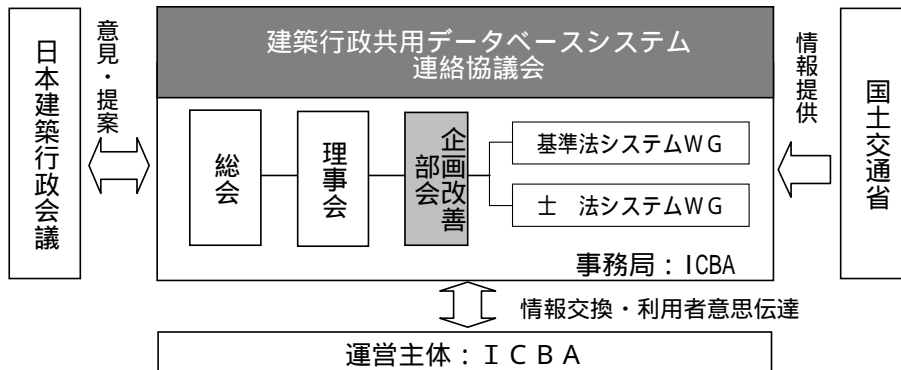 日本建築行政会議
意見・提案
建築行政共用データベースシステム
連絡協議会
総会
理事会
企画改善
部会
基準法システムWG
士　法システムWG
事務局：ICBA
情報提供
国土交通省
情報交換・利用者意思伝達
運営主体：ＩＣＢＡ